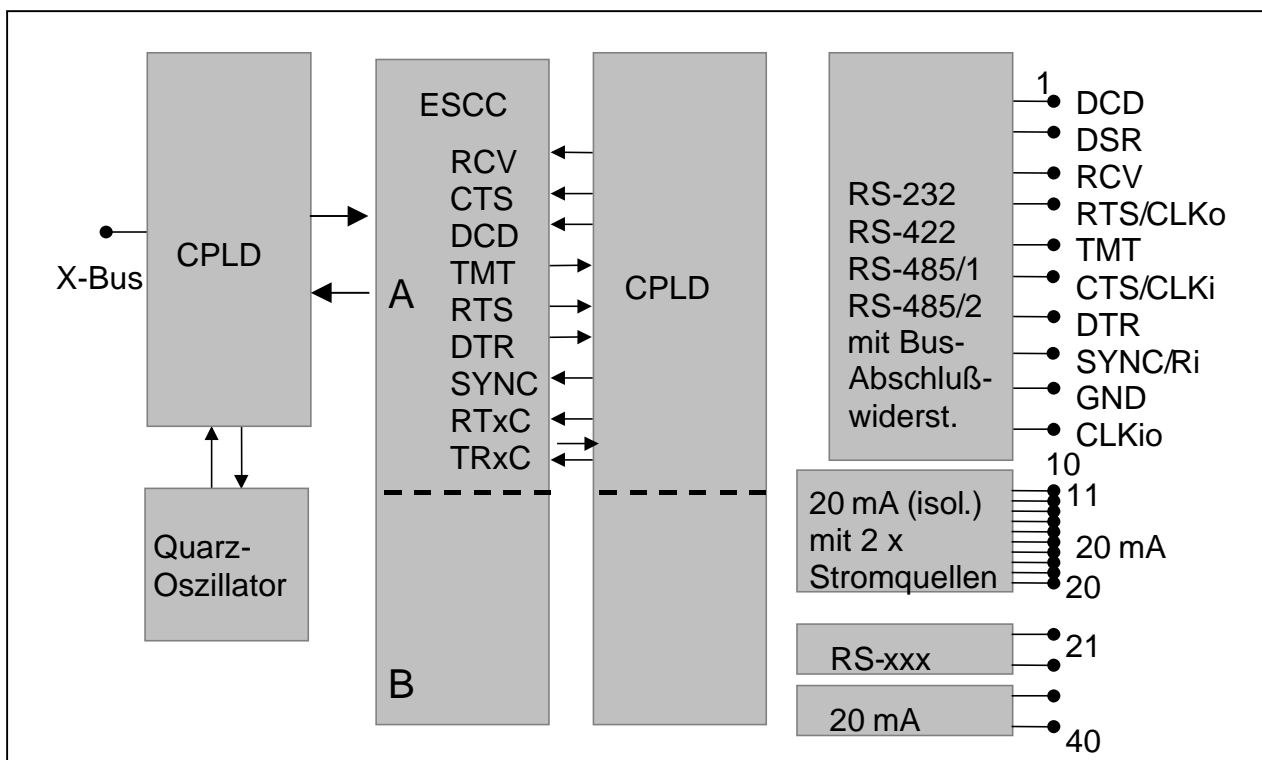 X-Bus
CPLD
Quarz-
Oszillator
ESCC
RCV
CTS
DCD
TMT
RTS
DTR
SYNC
RTxC
TRxC
A
B
CPLD
RS-232
RS-422
RS-485/1
RS-485/2
mit Bus-
Abschluß-
widerst.
1
DCD
DSR
RCV
RTS/CLKo
TMT
CTS/CLKi
DTR
SYNC/Ri
GND
CLKio
10
20 mA (isol.)
mit 2 x
Stromquellen
11
20 mA
20
RS-xxx
21
20 mA
40